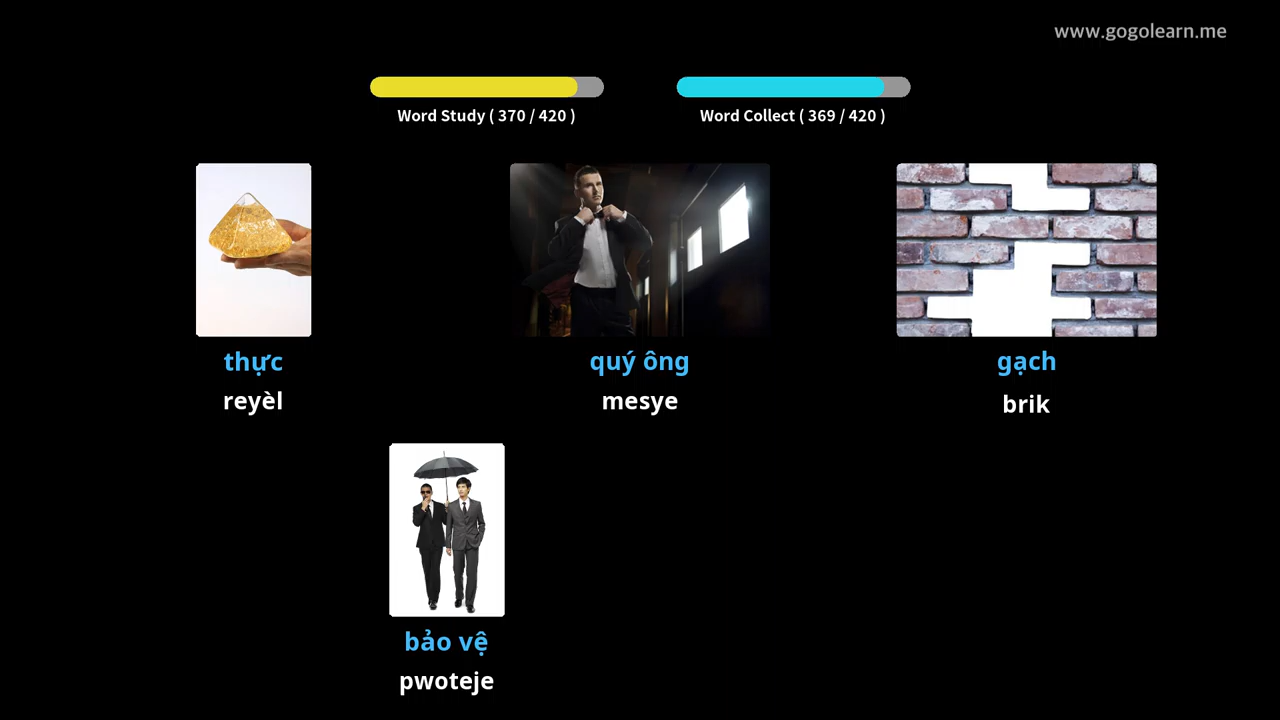 www.gogolearn.me
Word Study ( 370 / 420 )
Word Collect ( 369 / 420 )
thực
reyèl
quý ông
mesye
gạch
brik
bảo vệ
pwoteje